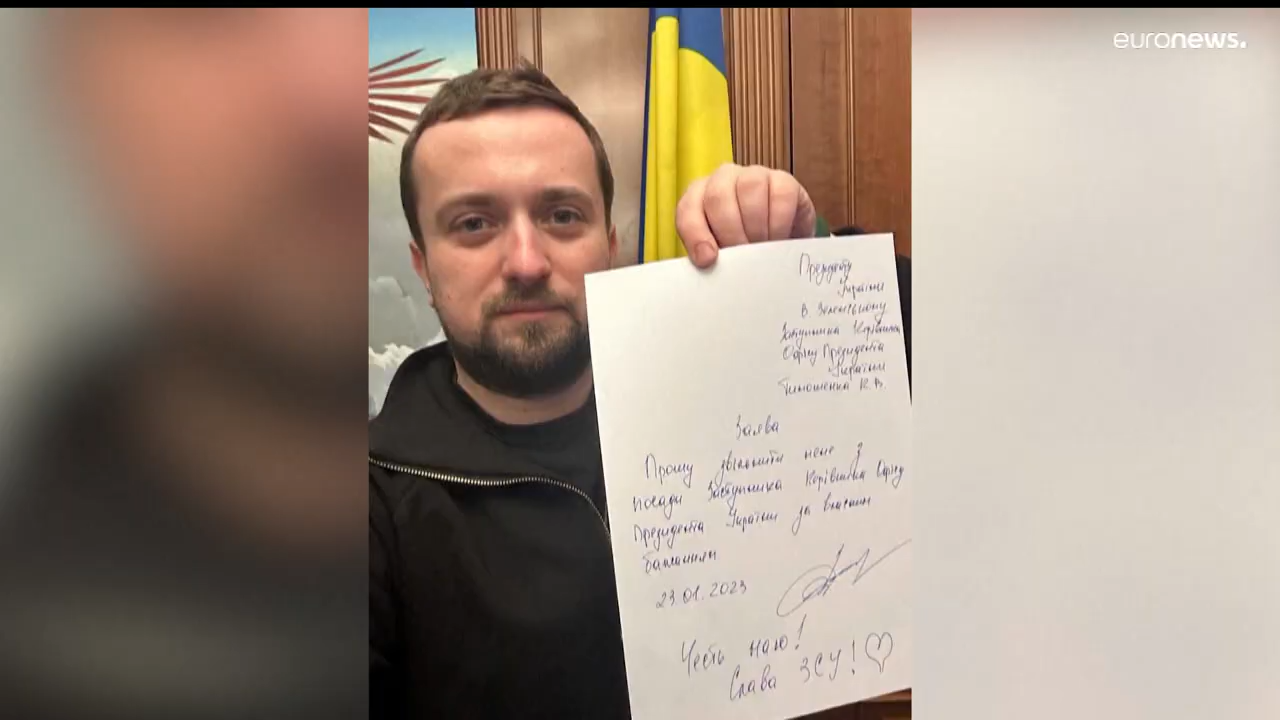 euronews.
Президенту
України
В Зеленському
Заступника Керівника
Офісу Президента
України
Тимошенка К.В.
Заява
Прошу звільнити мене з
посади Заступника Керівника Офісу
Президента України за власним
бажанням
23.01.2023
Честь маю!
Слава ЗСУ!